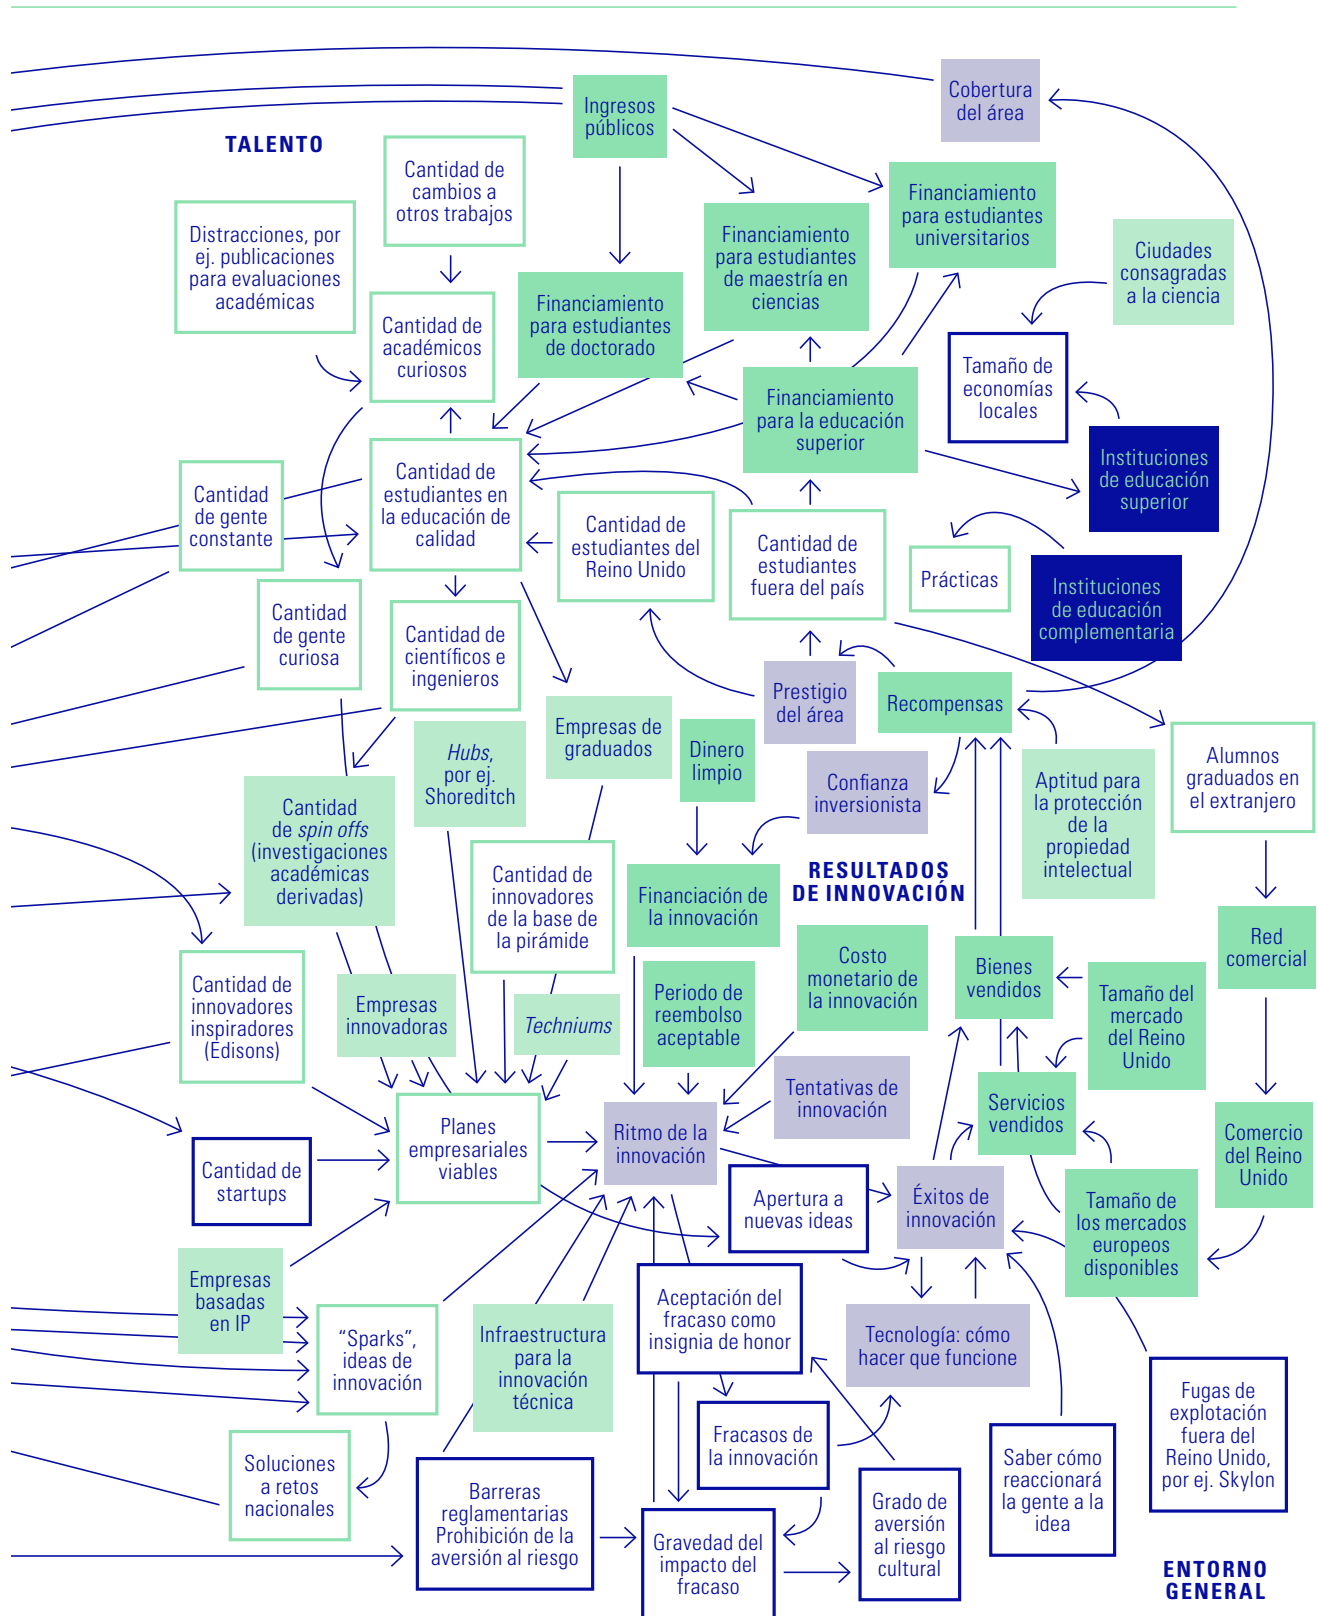 Cobertura
del área
Ingresos
públicos
TALENTO
Cantidad de
cambios a
otros trabajos
Financiamiento
para estudiantes
universitarios
Distracciones, por
ej. publicaciones
para evaluaciones
académicas
Financiamiento
para estudiantes
de maestría en
ciencias
Ciudades
consagradas
a la ciencia
Financiamiento
para estudiantes
de doctorado
Cantidad de
académicos
curiosos
Tamaño de
economías
locales
Financiamiento
para la educación
superior
Instituciones
de educación
superior
Cantidad de
estudiantes en
la educación de
calidad
Cantidad
de gente
constante
Cantidad de
estudiantes del
Reino Unido
Cantidad de
estudiantes
fuera del país
Prácticas
Instituciones
de educación
complementaria
Cantidad
de gente
curiosa
Cantidad de
científicos e
ingenieros
Prestigio
del área
Recompensas
Empresas de
graduados
Dinero
limpio
Hubs,
por ej.
Shoreditch
Alumnos
graduados en
el extranjero
Confianza
inversionista
Aptitud para
la protección
de la
propiedad
intelectual
Cantidad
de spin offs
(investigaciones
académicas
derivadas)
Cantidad de
innovadores
de la base de
la pirámide
RESULTADOS
DE INNOVACIÓN
Financiación de
la innovación
Red
comercial
Costo
monetario de
la innovación
Bienes
vendidos
Cantidad de
innovadores
inspiradores
(Edisons)
Empresas
innovadoras
Techniums
Periodo de
reembolso
aceptable
Tamaño del
mercado
del Reino
Unido
Tentativas de
innovación
Servicios
vendidos
Planes
empresariales
viables
Ritmo de la
innovación
Comercio
del Reino
Unido
Cantidad de
startups
Apertura a
nuevas ideas
Éxitos de
innovación
Tamaño de
los mercados
europeos
disponibles
Empresas
basadas
en IP
Aceptación del
fracaso como
insignia de honor
"Sparks",
ideas de
innovación
Infraestructura
para la
innovación
técnica
Tecnología: cómo
hacer que funcione
Fugas de
explotación
fuera del
Reino Unido,
por ej. Skylon
Fracasos de
la innovación
Saber cómo
reaccionará
la gente a la
idea
Soluciones
a retos
nacionales
Barreras
reglamentarias
Prohibición de la
aversión al riesgo
Grado de
aversión
al riesgo
cultural
Gravedad del
impacto del
fracaso
ENTORNO
GENERAL